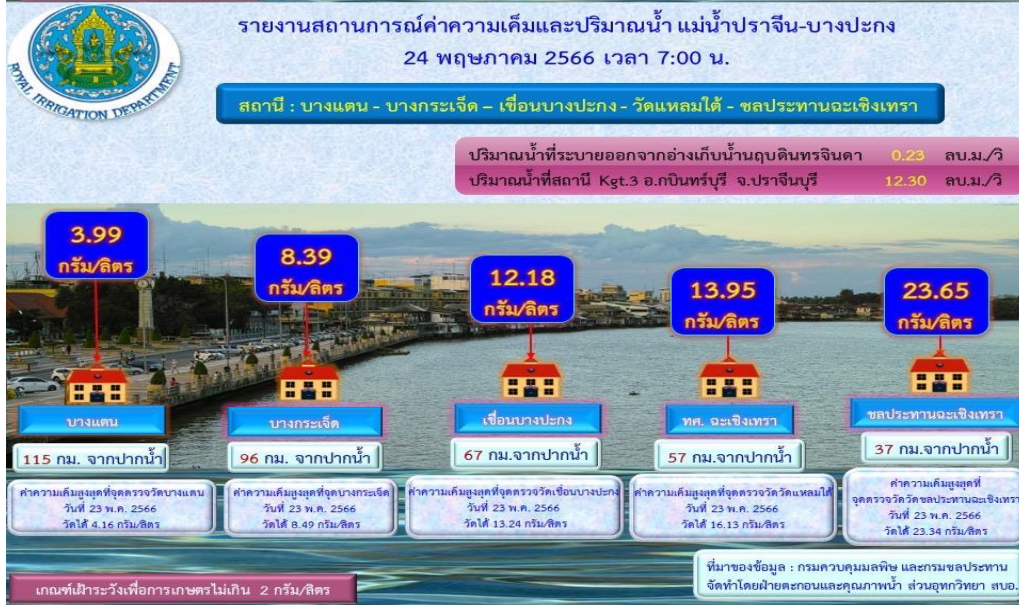 ROYAL IRRIGATION DEPARTMENT
รายงานสถานการณ์ค่าความเค็มและปริมาณน้ำ แม่น้ำปราจีน-บางปะกง
24 พฤษภาคม 2566 เวลา 7:00 น.
สถานี : บางแตน - บางกระเจ็ด – เขื่อนบางปะกง - วัดแหลมใต้ - ชลประทานฉะเชิงเทรา
ปริมาณน้ำที่ระบายออกจากอ่างเก็บน้ำนฤบดินทรจินดา 0.23 ลบ.ม./วิ
ปริมาณน้ำที่สถานี Kgt.3 อ.กบินทร์บุรี จ.ปราจีนบุรี 12.30 ลบ.ม./วิ
3.99
กรัม/ลิตร
8.39
กรัม/ลิตร
12.18
กรัม/ลิตร
13.95
กรัม/ลิตร
23.65
กรัม/ลิตร
บางแตน
บางกระเจ็ด
เขื่อนบางปะกง
ทศ. ฉะเชิงเทรา
ชลประทานฉะเชิงเทรา
115 กม. จากปากน้ำ
96 กม. จากปากน้ำ
67 กม.จากปากน้ำ
57 กม.จากปากน้ำ
37 กม.จากปากน้ำ
ค่าความเค็มสูงสุดที่จุดตรวจวัดบางแตน
วันที่ 23 พ.ค. 2566
วัดได้ 4.16 กรัม/ลิตร
ค่าความเค็มสูงสุดที่จุดบางกระเจ็ด
วันที่ 23 พ.ค. 2566
วัดได้ 8.49 กรัม/ลิตร
ค่าความเค็มสูงสุดที่จุดตรวจวัดเขื่อนบางปะกง
วันที่ 23 พ.ค. 2566
วัดได้ 13.24 กรัม/ลิตร
ค่าความเค็มสูงสุดที่จุดตรวจวัดวัดแหลมใต้
วันที่ 23 พ.ค. 2566
วัดได้ 16.13 กรัม/ลิตร
ค่าความเค็มสูงสุดที่
จุดตรวจวัดวัดชลประทานฉะเชิงเทรา
วันที่ 23 พ.ค. 2566
วัดได้ 23.34 กรัม/ลิตร
เกณฑ์เฝ้าระวังเพื่อการเกษตรไม่เกิน 2 กรัม/ลิตร
ที่มาของข้อมูล : กรมควบคุมมลพิษ และกรมชลประทาน
จัดทำโดยฝ่ายตะกอนและคุณภาพน้ำ ส่วนอุทกวิทยา สบอ.